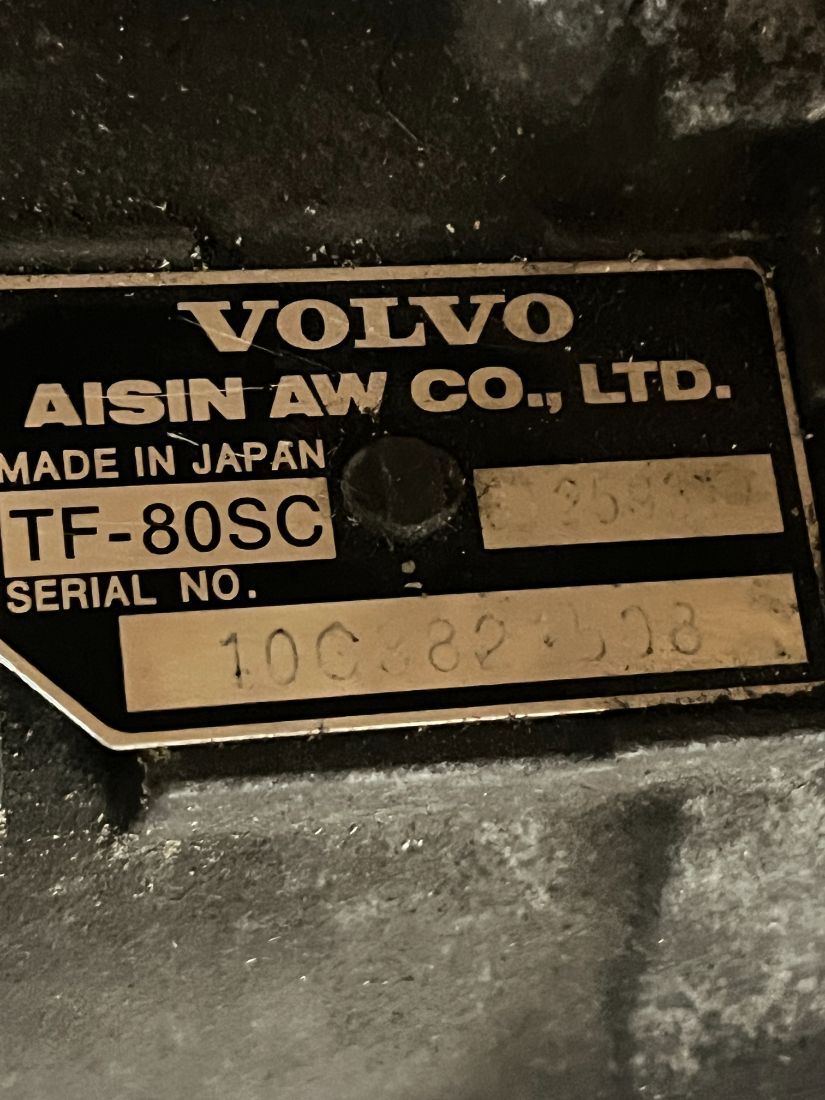 VOLVO
AISIN AW CO., LTD.
MADE IN JAPAN
TF-80SC
SERIAL NO.